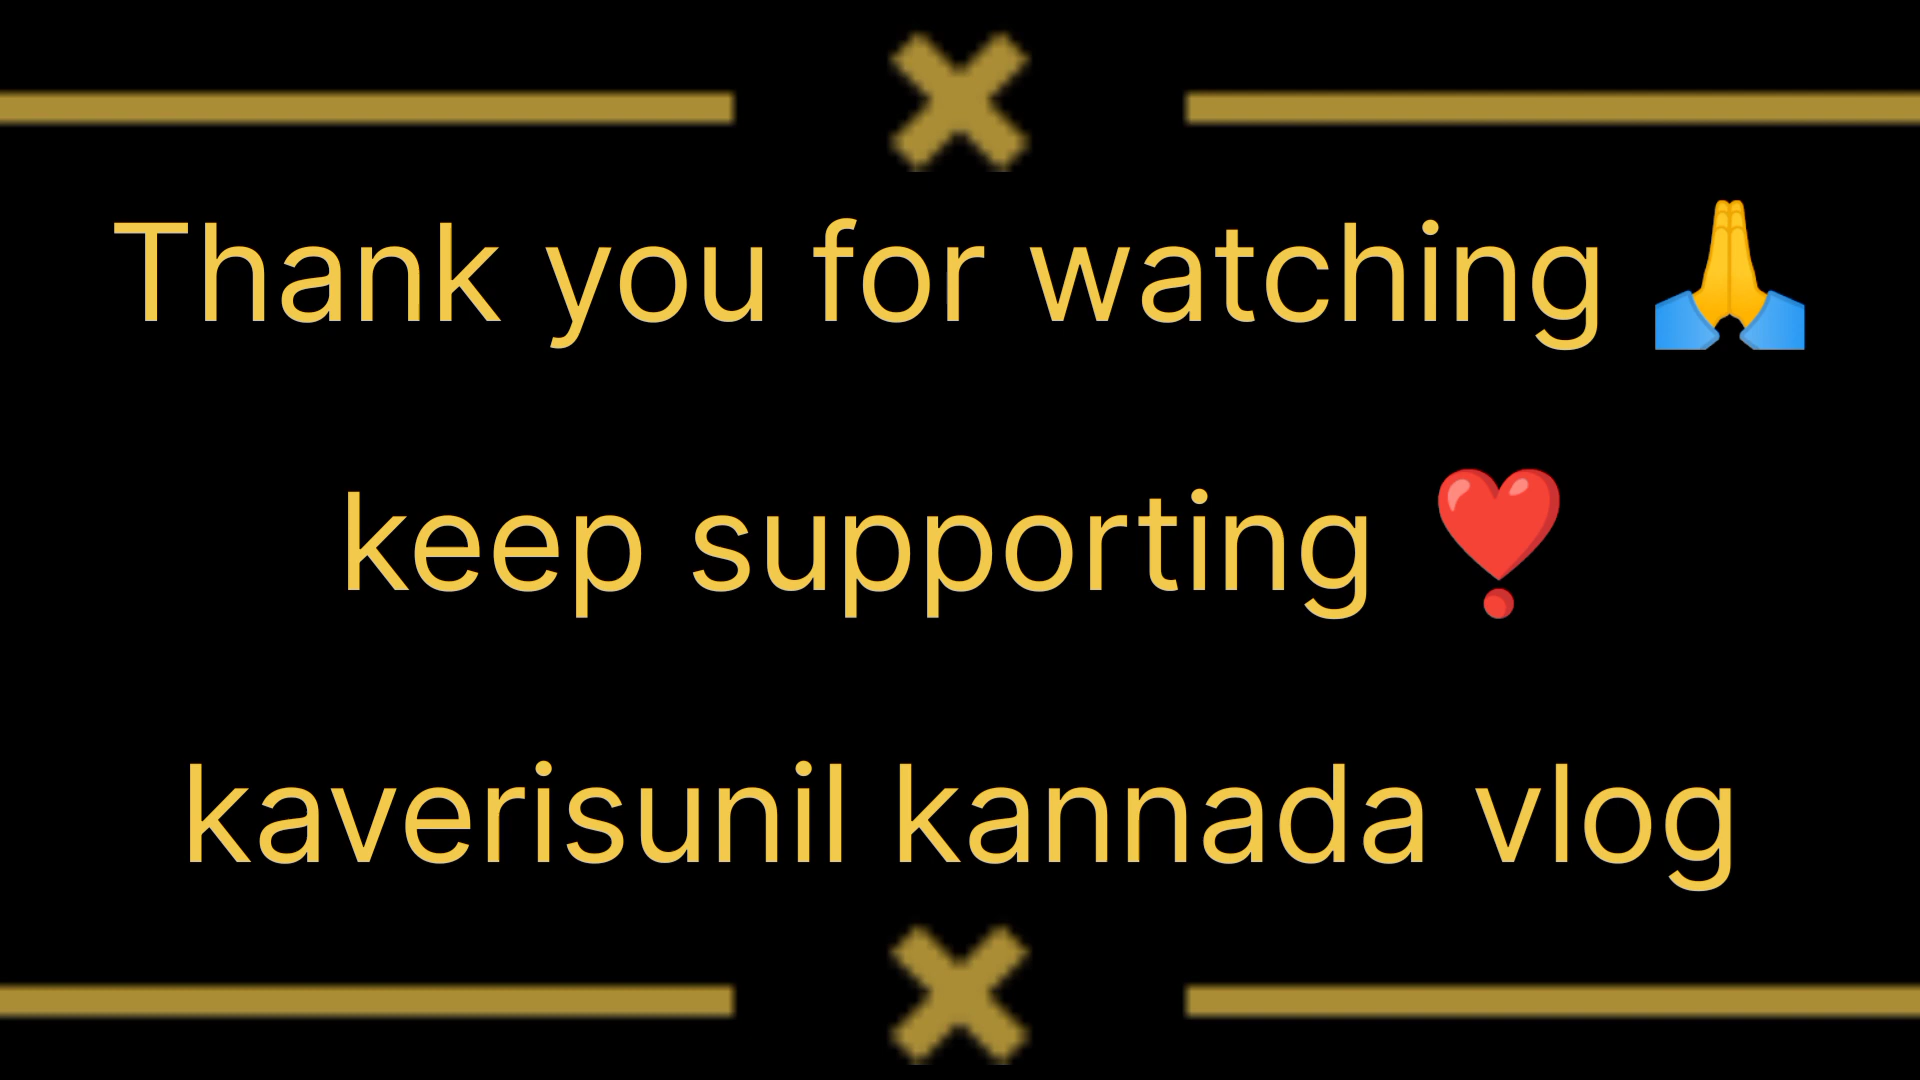 Thank you for watching 🙏
keep supporting ❣️
kaverisunil kannada vlog